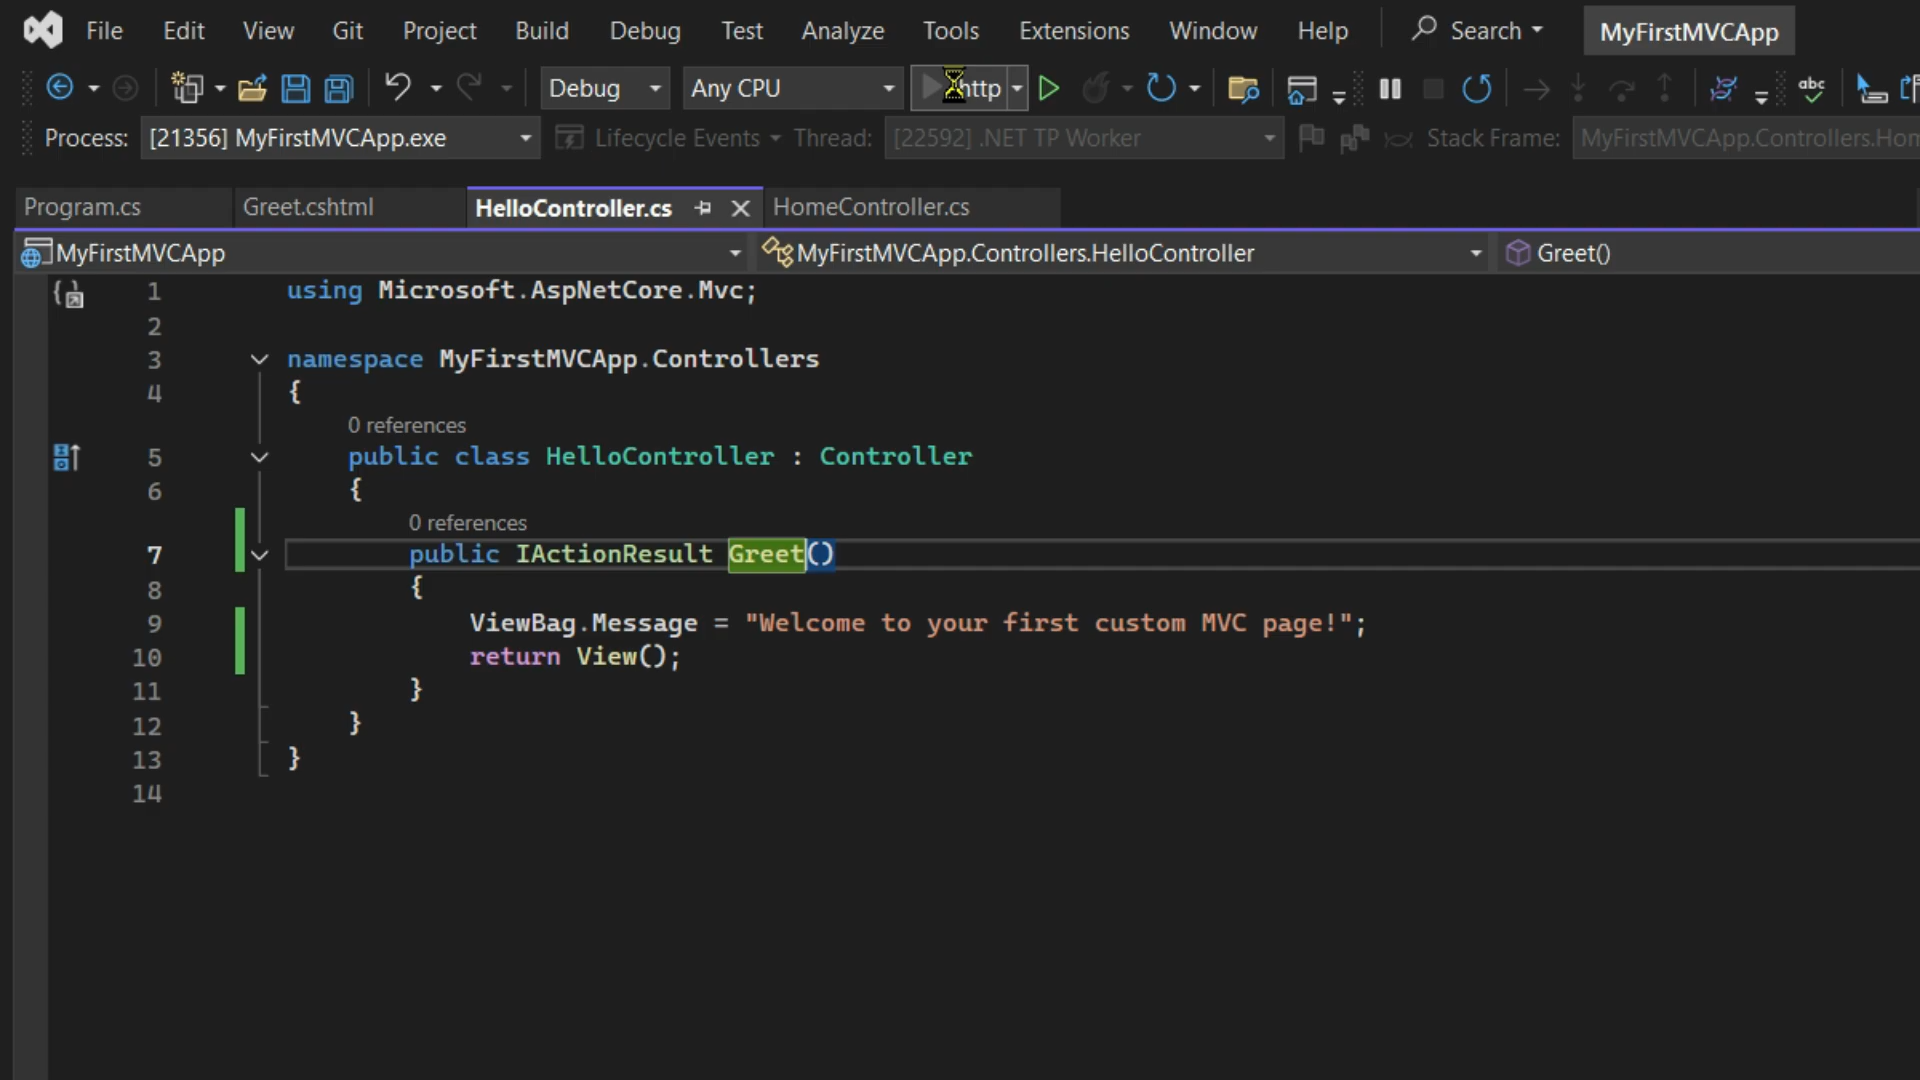 File Edit View Git Project Build Debug Test Analyze Tools Extensions Window Help Search MyFirstMVCApp
Debug Any CPU http abc
Process: [21356] MyFirstMVCApp.exe Lifecycle Events Thread: [22592] .NET TP Worker Stack Frame: MyFirstMVCApp.Controllers.Hom
Program.cs Greet.cshtml HelloController.cs HomeController.cs
MyFirstMVCApp MyFirstMVCApp.Controllers.HelloController Greet()
1 using Microsoft.AspNetCore.Mvc;
2
3 namespace MyFirstMVCApp.Controllers
4 {
0 references
5 public class HelloController : Controller
6 {
0 references
7 public IActionResult Greet()
8 {
9 ViewBag.Message = "Welcome to your first custom MVC page!";
10 return View();
11 }
12 }
13 }
14